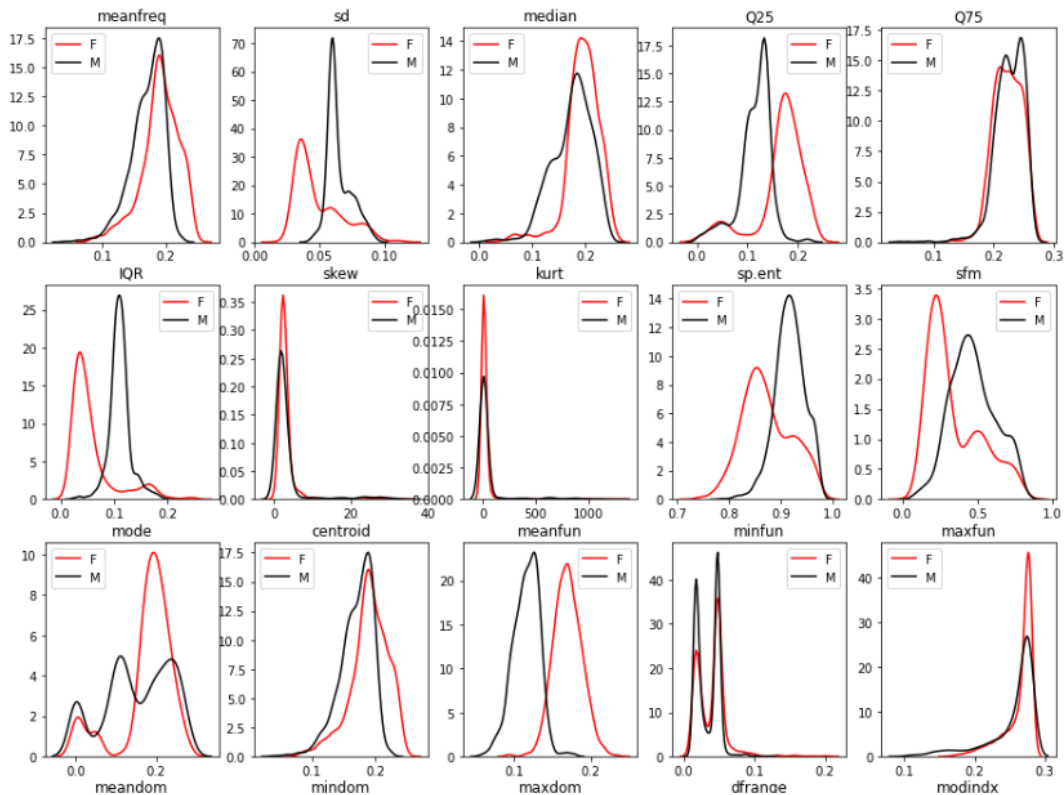 meanfreq sd median Q25 Q75
17.5 15.0 12.5 10.0 7.5 5.0 2.5 0.0 F M 0.1 0.2
70 60 50 40 30 20 10 0 F M 0.00 0.05 0.10
14 12 10 8 6 4 2 0 F M 0.0 0.1 0.2
17.5 15.0 12.5 10.0 7.5 5.0 2.5 0.0 F M 0.0 0.1 0.2
17.5 15.0 12.5 10.0 7.5 5.0 2.5 0.0 F M 0.0 0.1 0.2 0.3
IQR skew kurt sp.ent sfm
25 20 15 10 5 0 F M 0.0 0.1 0.2
0.35 0.30 0.25 0.20 0.15 0.10 0.05 0.00 F M 0 20 40
0.0150 0.0125 0.0100 0.0075 0.0050 0.0025 0.0000 F M 0 500 1000
14 12 10 8 6 4 2 0 F M 0.7 0.8 0.9 1.0
3.5 3.0 2.5 2.0 1.5 1.0 0.5 0.0 F M 0.0 0.5 1.0
mode centroid meanfun minfun maxfun
10 8 6 4 2 0 F M 0.0 0.2
17.5 15.0 12.5 10.0 7.5 5.0 2.5 0.0 F M 0.1 0.2
20 15 10 5 0 F M 0.1 0.2
40 30 20 10 0 F M 0.0 0.1 0.2
40 30 20 10 0 F M 0.1 0.2 0.3
meandom mindom maxdom dfrange modindx